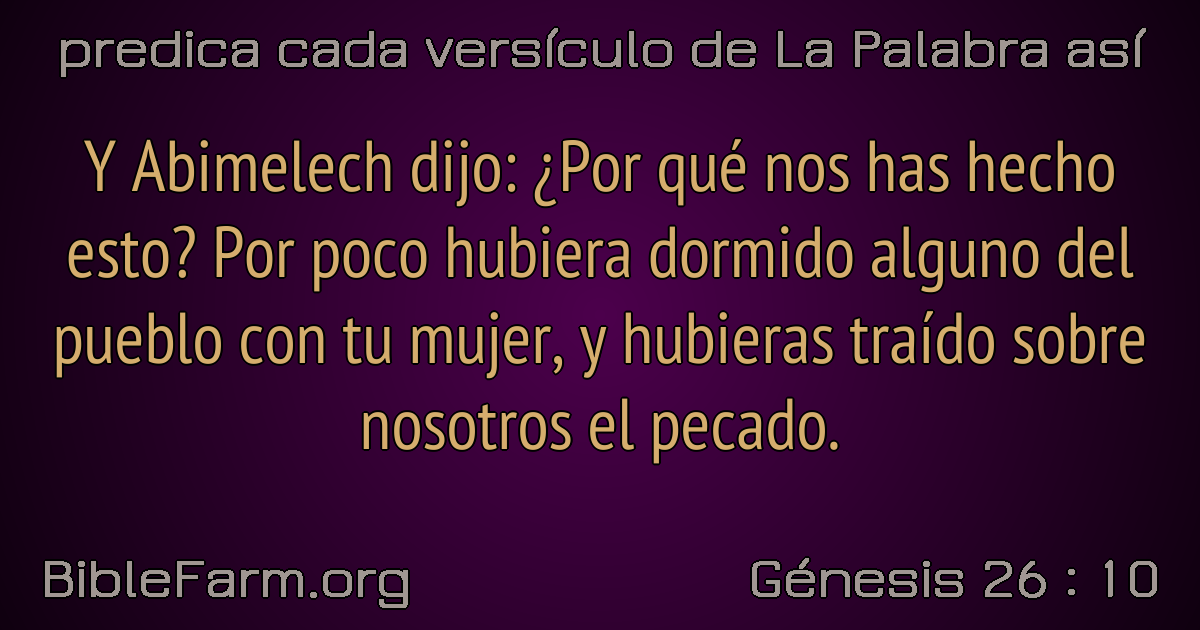 predica cada versículo de La Palabra así
Y Abimelech dijo: ¿Por qué nos has hecho
esto? Por poco hubiera dormido alguno del
pueblo con tu mujer, y hubieras traído sobre
nosotros el pecado.
BibleFarm.org
Génesis 26 : 10